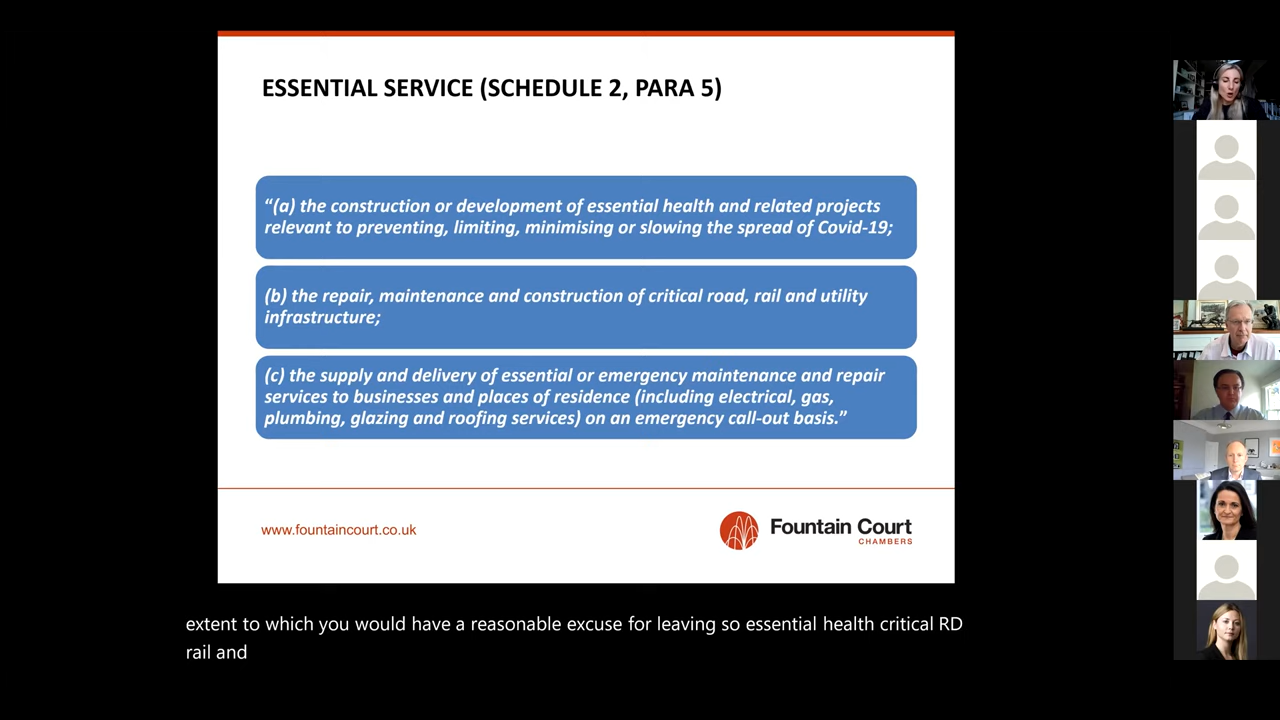 ESSENTIAL SERVICE (SCHEDULE 2, PARA 5)
“(a) the construction or development of essential health and related projects
relevant to preventing, limiting, minimising or slowing the spread of Covid-19;
(b) the repair, maintenance and construction of critical road, rail and utility
infrastructure;
(c) the supply and delivery of essential or emergency maintenance and repair
services to businesses and places of residence (including electrical, gas,
plumbing, glazing and roofing services) on an emergency call-out basis.”
www.fountaincourt.co.uk
Fountain Court
CHAMBERS
extent to which you would have a reasonable excuse for leaving so essential health critical RD
rail and